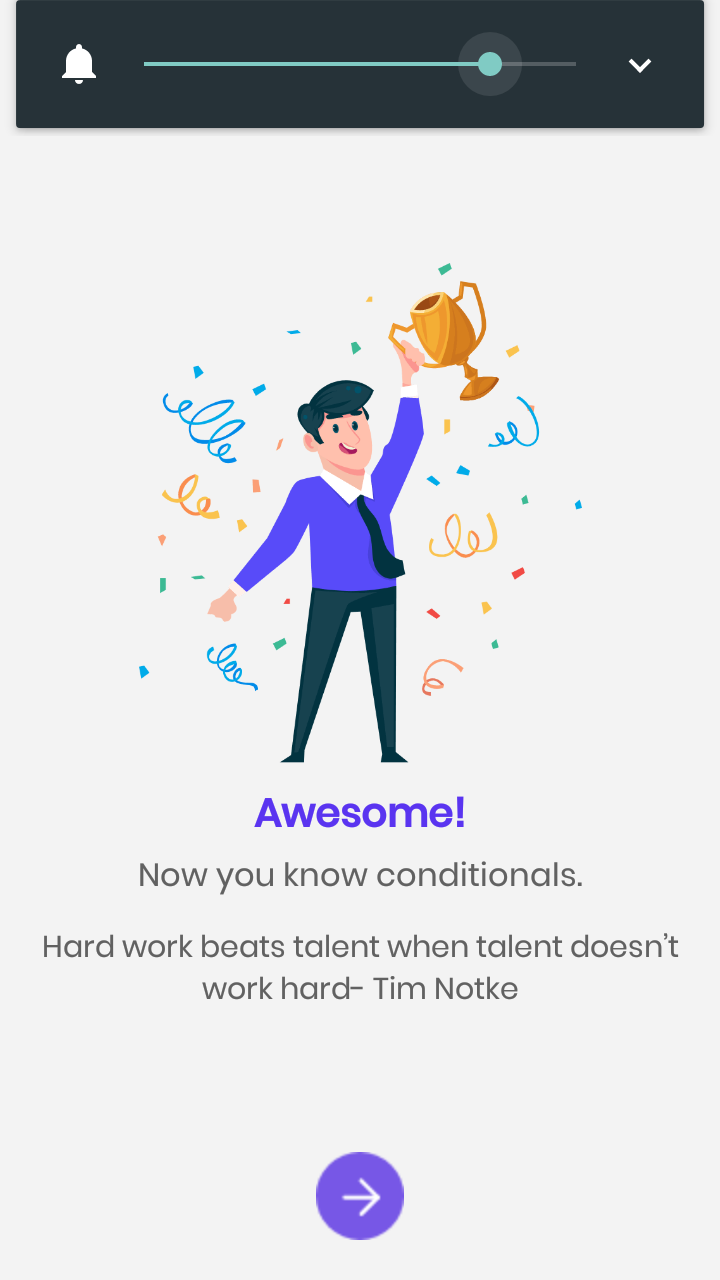 Awesome!
Now you know conditionals.
Hard work beats talent when talent doesn't
work hard- Tim Notke